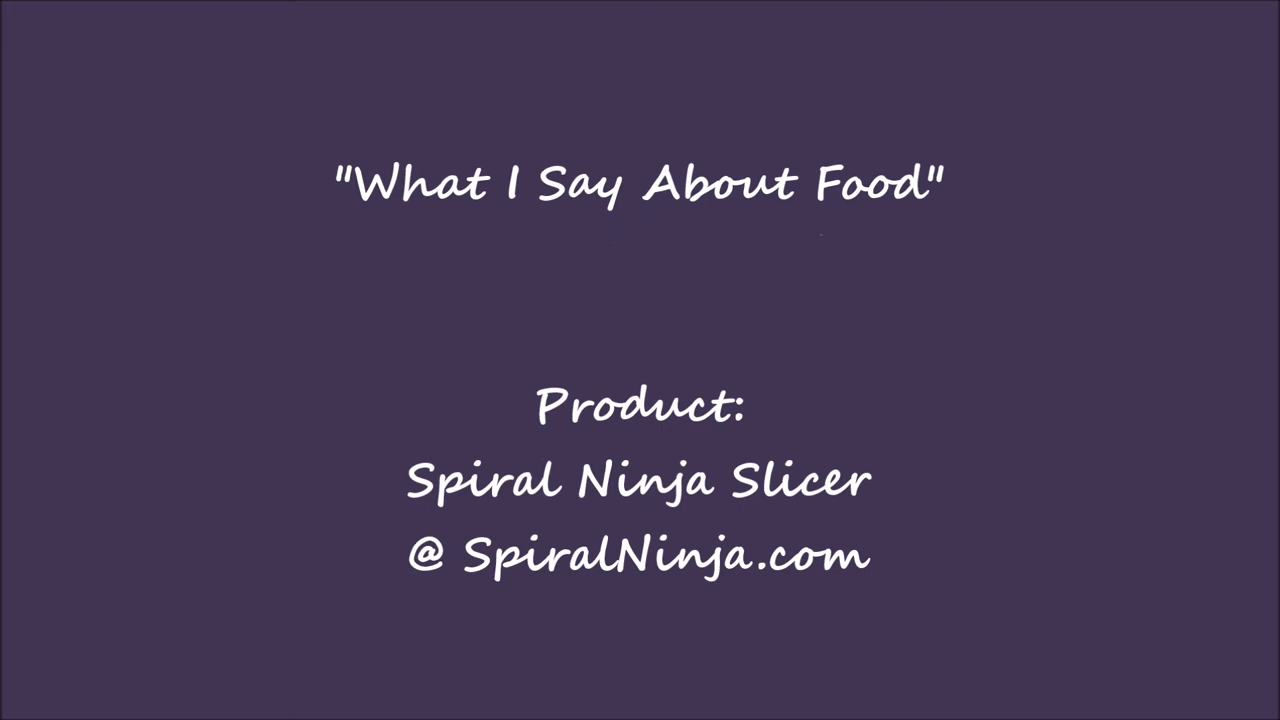 "What I Say About Food"
Product:
Spiral Ninja Slicer
@ SpiralNinja.com